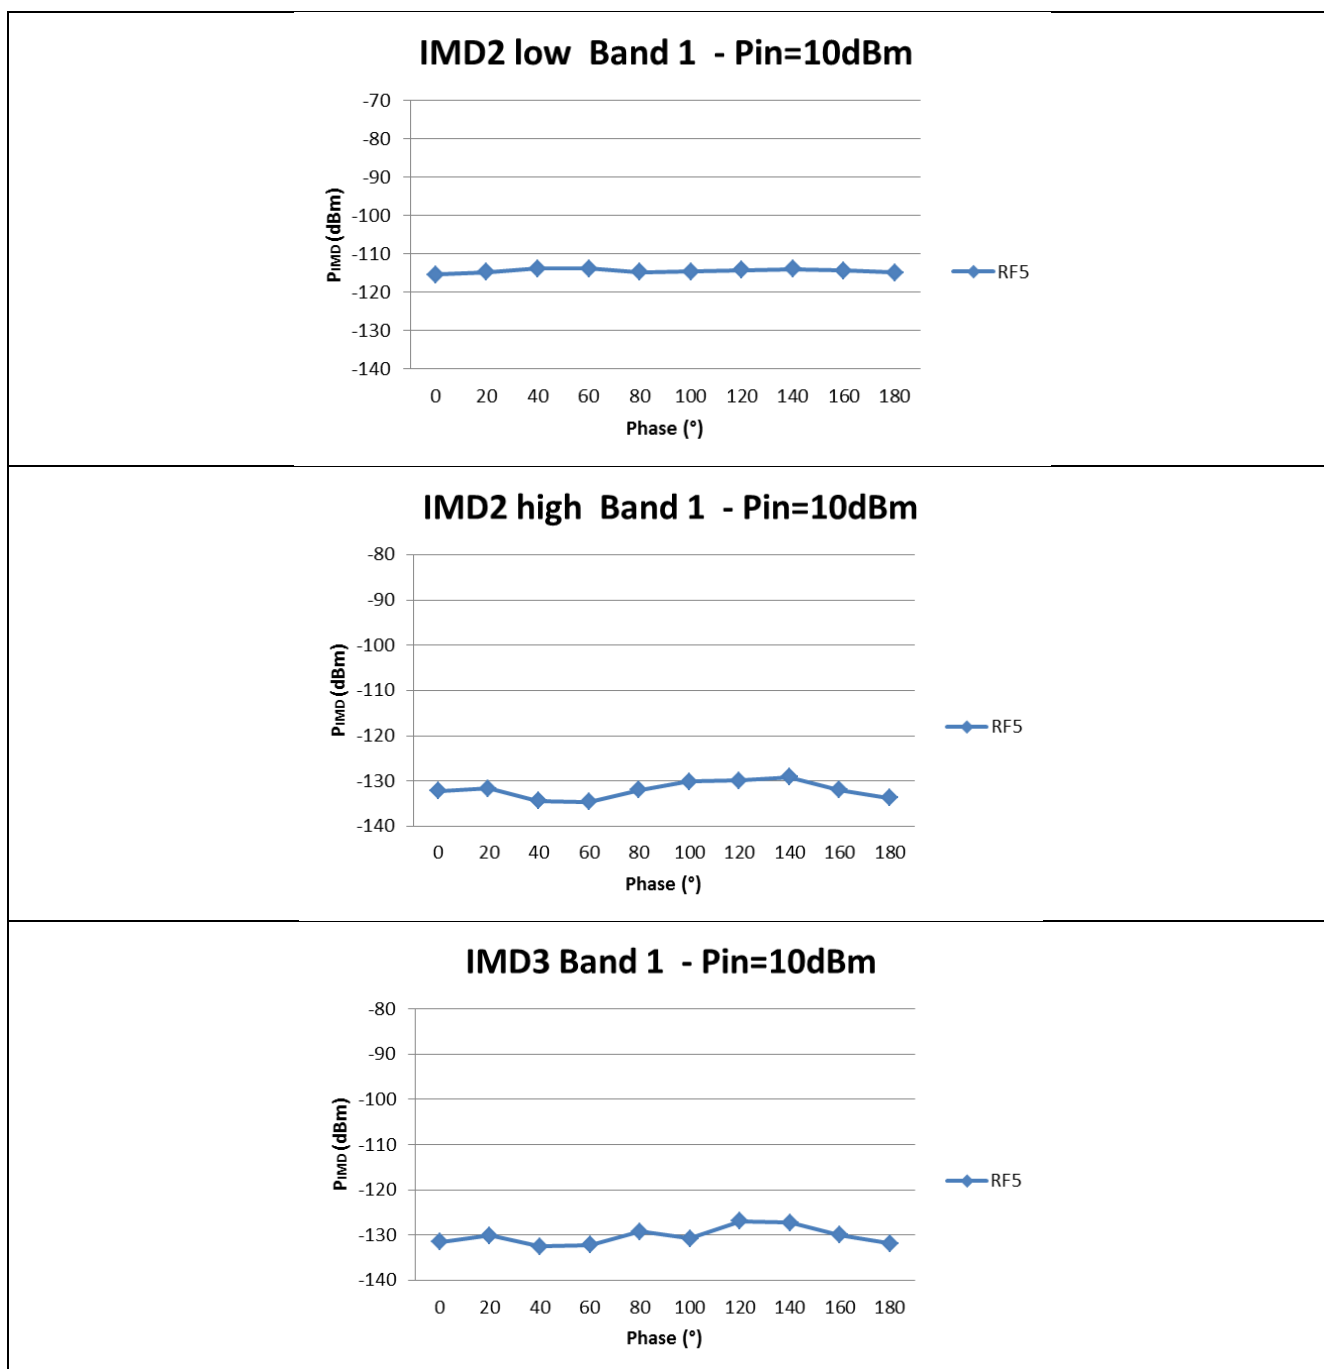 IMD2 low Band 1 - Pin=10dBm
-70
-80
-90
-100
-110
-120
-130
-140
PIMD (dBm)
0 20 40 60 80 100 120 140 160 180
Phase (°)
RF5
IMD2 high Band 1 - Pin=10dBm
-80
-90
-100
-110
-120
-130
-140
PIMD (dBm)
0 20 40 60 80 100 120 140 160 180
Phase (°)
RF5
IMD3 Band 1 - Pin=10dBm
-80
-90
-100
-110
-120
-130
-140
PIMD (dBm)
0 20 40 60 80 100 120 140 160 180
Phase (°)
RF5